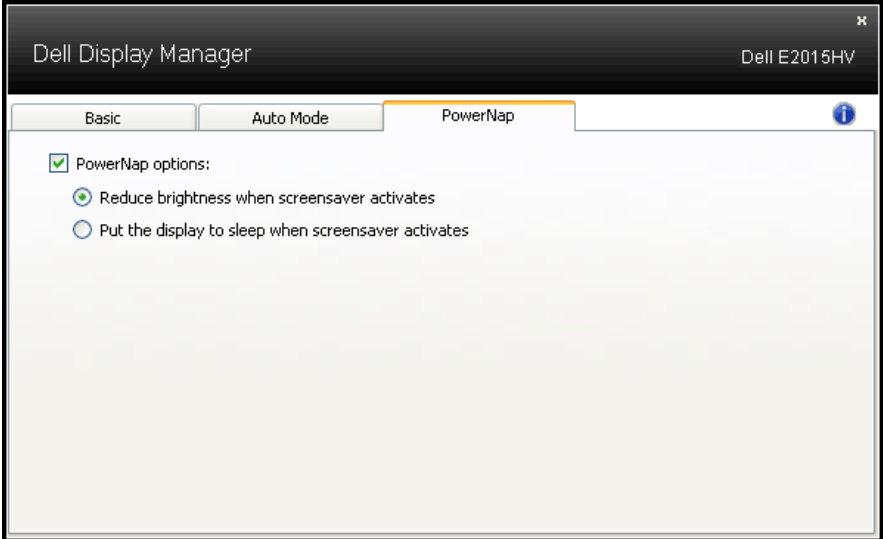 Dell Display Manager
Dell E2015HV
Basic
Auto Mode
PowerNap
PowerNap options:
Reduce brightness when screensaver activates
Put the display to sleep when screensaver activates